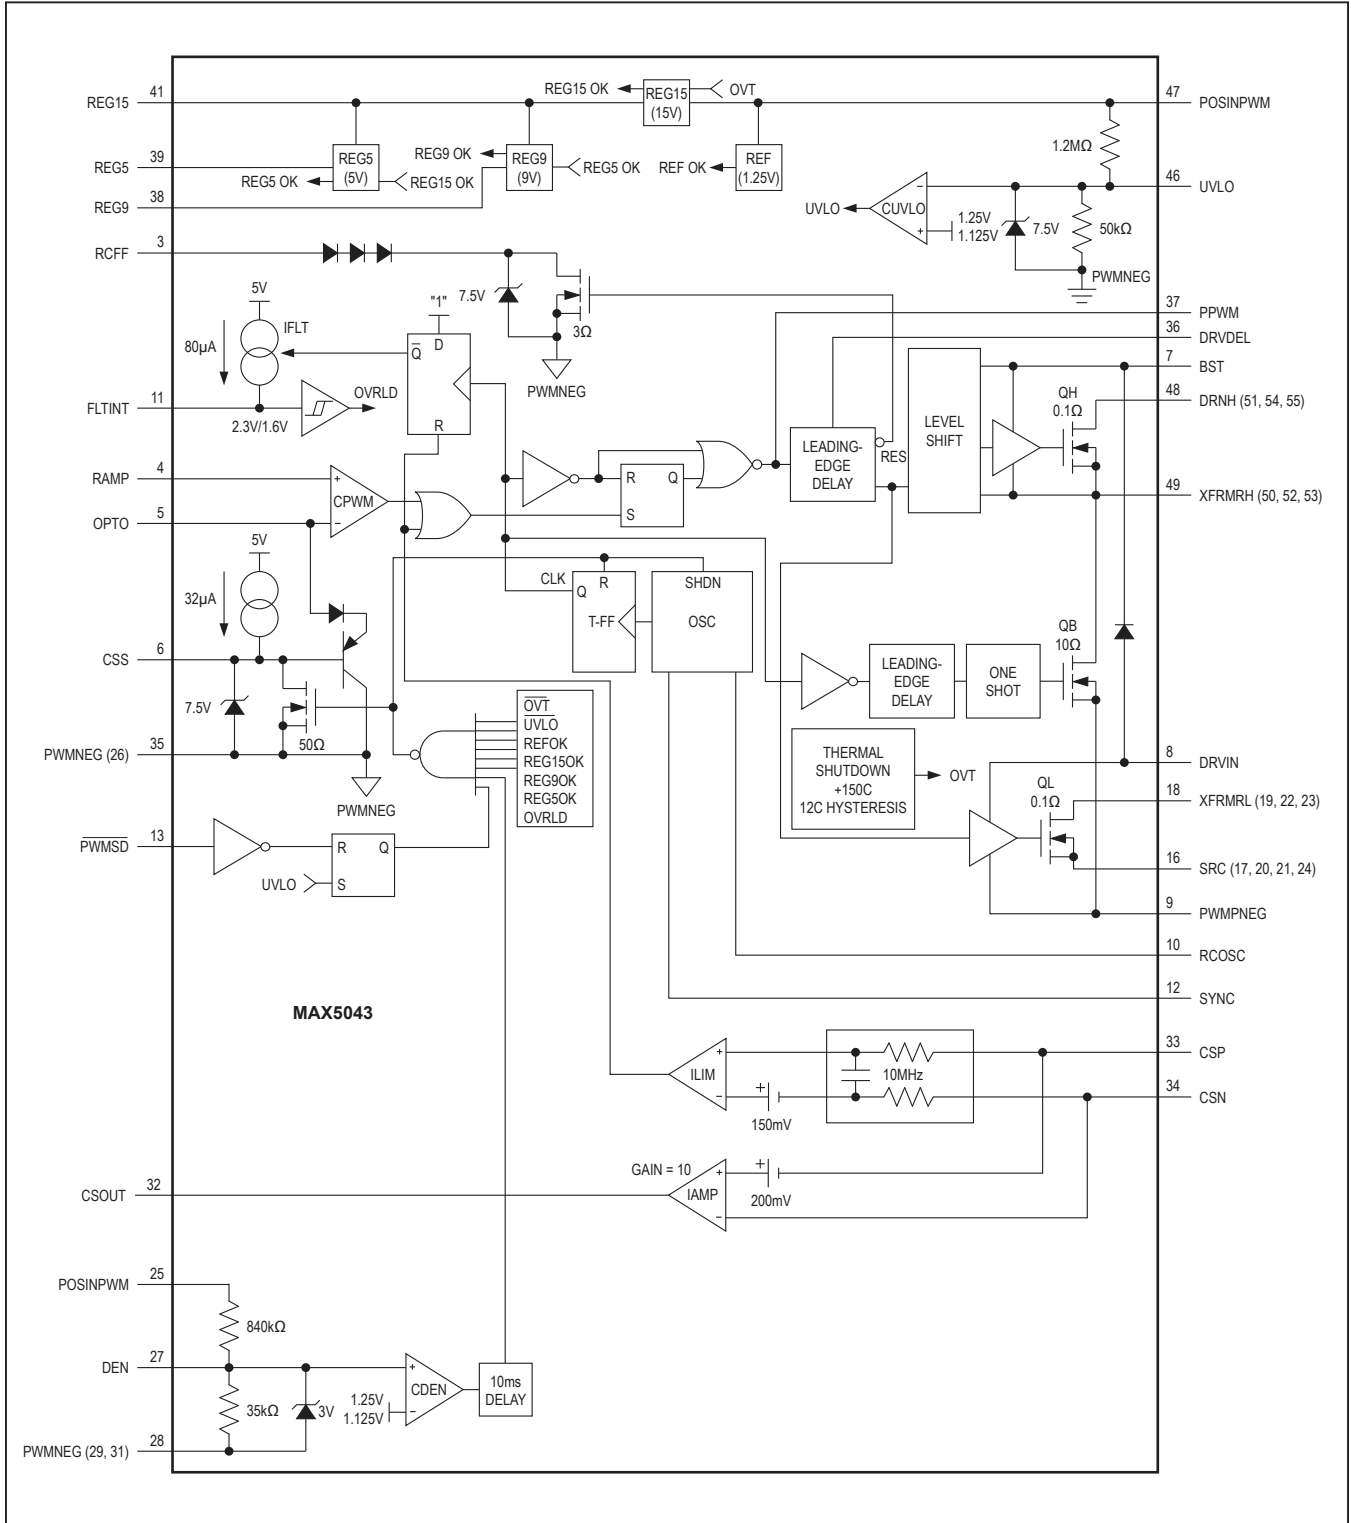 REG15 41
REG5 39
REG9 38
RCFF 3
FLTINT 11
RAMP 4
OPTO 5
CSS 6
PWMNEG (26) 35
PWMSD 13
CSOUT 32
POSINPWM 25
DEN 27
PWMNEG (29, 31) 28
REG15 OK
REG15
(15V)
OVT
REG5
(5V)
REG5 OK
REG15 OK
REG9 OK
REG9
(9V)
REG5 OK
REF OK
REF
(1.25V)
1.2MΩ
UVLO
CUVLO
−
+
1.25V
1.125V
7.5V
50kΩ
PWMNEG
5V
IFLT
80µA
"1"
Q
D
R
7.5V
3Ω
PWMNEG
OVRLD
2.3V/1.6V
+
CPWM
−
R
Q
S
LEADING-
EDGE
DELAY
RES
LEVEL
SHIFT
QH
0.1Ω
5V
32µA
7.5V
50Ω
PWMNEG
CLK
Q
R
T-FF
SHDN
OSC
LEADING-
EDGE
DELAY
ONE
SHOT
QB
10Ω
OVT
UVLO
REFOK
REG15OK
REG9OK
REG5OK
OVRLD
THERMAL
SHUTDOWN
+150C
12C HYSTERESIS
OVT
QL
0.1Ω
R
Q
S
UVLO
MAX5043
+
ILIM
−
+
150mV
10MHz
GAIN = 10
+
IAMP
−
+
200mV
840kΩ
35kΩ
3V
1.25V
1.125V
+
CDEN
−
10ms
DELAY
47 POSINPWM
46 UVLO
37 PPWM
36 DRVDEL
7 BST
48 DRNH (51, 54, 55)
49 XFRMRH (50, 52, 53)
8 DRVIN
18 XFRMRL (19, 22, 23)
16 SRC (17, 20, 21, 24)
9 PWMPNEG
10 RCOSC
12 SYNC
33 CSP
34 CSN